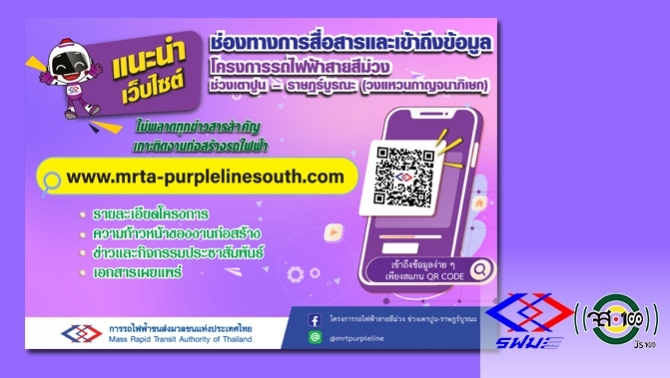 แนะนำ
เว็บไซต์
ช่องทางการสื่อสารและเข้าถึงข้อมูล
โครงการรถไฟฟ้าสายสีม่วง
ช่วงเตาปูน – ราษฎร์บูรณะ (วงแหวนกาญจนาภิเษก)
ไม่พลาดทุกข่าวสารสำคัญ
เกาะติดงานก่อสร้างรถไฟฟ้า
www.mrta-purplelinesouth.com
รายละเอียดโครงการ
ความก้าวหน้าของงานก่อสร้าง
ข่าวและกิจกรรมประชาสัมพันธ์
เอกสารเผยแพร่
เข้าถึงข้อมูลง่าย ๆ
เพียงสแกน QR CODE
การรถไฟฟ้าขนส่งมวลชนแห่งประเทศไทย
Mass Rapid Transit Authority of Thailand
โครงการรถไฟฟ้าสายสีม่วง ช่วงเตาปูน-ราษฎร์บูรณะ
@mrtpurpleline
รฟม
จส100